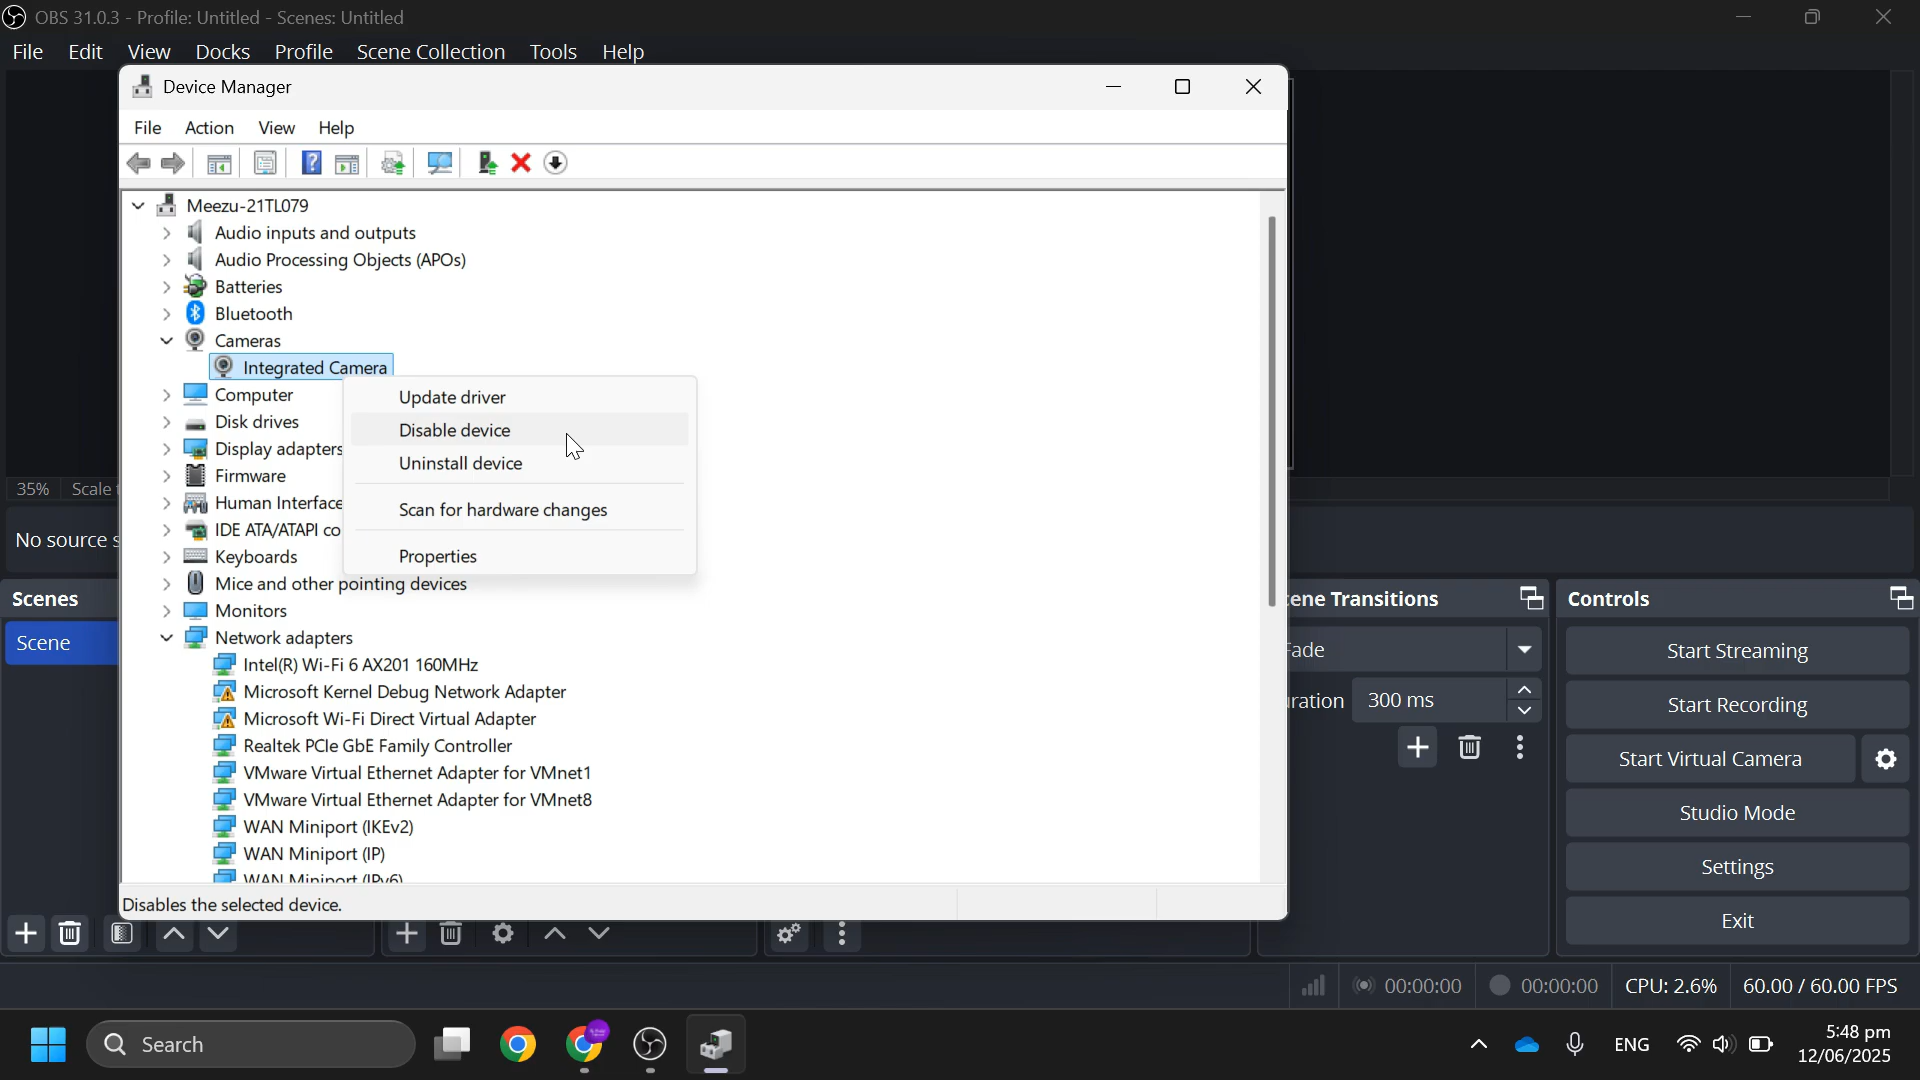 OBS 31.0.3 - Profile: Untitled - Scenes: Untitled
File Edit View Docks Profile Scene Collection Tools Help
Device Manager
File Action View Help
Meezu-21TL079
Audio inputs and outputs
Audio Processing Objects (APOs)
Batteries
Bluetooth
Cameras
Integrated Camera
Computer
Disk drives
Display adapters
Firmware
Human Interface
IDE ATA/ATAPI co
Keyboards
Mice and other pointing devices
Monitors
Network adapters
Intel(R) Wi-Fi 6 AX201 160MHz
Microsoft Kernel Debug Network Adapter
Microsoft Wi-Fi Direct Virtual Adapter
Realtek PCIe GbE Family Controller
VMware Virtual Ethernet Adapter for VMnet1
VMware Virtual Ethernet Adapter for VMnet8
WAN Miniport (IKEv2)
WAN Miniport (IP)
WAN Miniport (IPv6)
Update driver
Disable device
Uninstall device
Scan for hardware changes
Properties
Disables the selected device.
35% Scale
No source s
Scenes
Scene
ene Transitions
Fade
uration 300 ms
Controls
Start Streaming
Start Recording
Start Virtual Camera
Studio Mode
Settings
Exit
00:00:00 00:00:00 CPU: 2.6% 60.00 / 60.00 FPS
Search
ENG
5:48 pm
12/06/2025